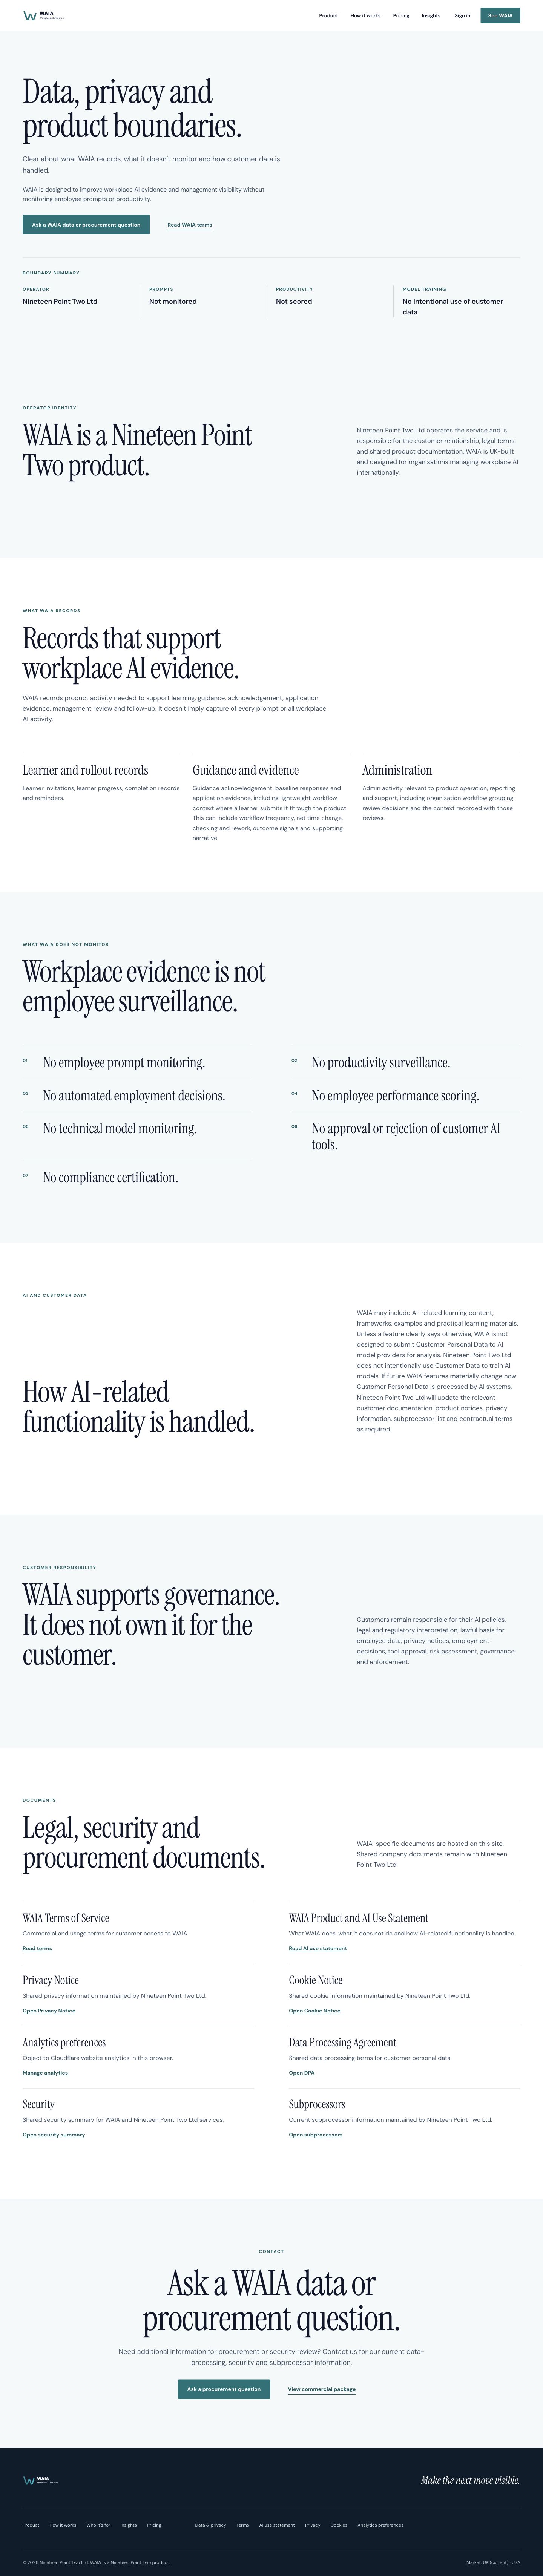 WAIA
Product How it works Pricing Insights Sign in See WAIA
Data, privacy and
product boundaries.
Clear about what WAIA records, what it doesn't monitor and how customer data is
handled.
WAIA is designed to improve workplace AI evidence and management visibility without
monitoring employee prompts or productivity.
Ask a WAIA data or procurement question Read WAIA terms
BOUNDARY SUMMARY
OPERATOR
Nineteen Point Two Ltd
PROMPTS
Not monitored
PRODUCTIVITY
Not scored
MODEL TRAINING
No intentional use of customer
data
OPERATOR IDENTITY
WAIA is a Nineteen Point
Two product.
Nineteen Point Two Ltd operates the service and is
responsible for the customer relationship, legal terms
and shared product documentation. WAIA is UK-built
and designed for organisations managing workplace AI
internationally.
WHAT WAIA RECORDS
Records that support
workplace AI evidence.
WAIA records product activity needed to support learning, guidance, acknowledgement, application
evidence, management review and follow-up. It doesn't imply capture of every prompt or all workplace
AI activity.
Learner and rollout records
Learner invitations, learner progress, completion records
and reminders.
Guidance and evidence
Guidance acknowledgement, baseline responses and
application evidence, including lightweight workflow
context where a learner submits it through the product.
This can include workflow frequency, net time change,
checking and rework, outcome signals and supporting
narrative.
Administration
Admin activity relevant to product operation, reporting
and support, including organisation workflow grouping,
review decisions and the context recorded with those
reviews.
WHAT WAIA DOES NOT MONITOR
Workplace evidence is not
employee surveillance.
01 No employee prompt monitoring.
02 No productivity surveillance.
03 No automated employment decisions.
04 No employee performance scoring.
05 No technical model monitoring.
06 No approval or rejection of customer AI
tools.
07 No compliance certification.
AI AND CUSTOMER DATA
How AI-related
functionality is handled.
WAIA may include AI-related learning content,
frameworks, examples and practical learning materials.
Unless a feature clearly says otherwise, WAIA is not
designed to submit Customer Personal Data to AI
model providers for analysis. Nineteen Point Two Ltd
does not intentionally use Customer Data to train AI
models. If future WAIA features materially change how
Customer Personal Data is processed by AI systems,
Nineteen Point Two Ltd will update the relevant
customer documentation, product notices, privacy
information, subprocessor list and contractual terms
as required.
CUSTOMER RESPONSIBILITY
WAIA supports governance.
It does not own it for the
customer.
Customers remain responsible for their AI policies,
legal and regulatory interpretation, lawful basis for
employee data, privacy notices, employment
decisions, tool approval, risk assessment, governance
and enforcement.
DOCUMENTS
Legal, security and
procurement documents.
WAIA-specific documents are hosted on this site.
Shared company documents remain with Nineteen
Point Two Ltd.
WAIA Terms of Service
Commercial and usage terms for customer access to WAIA.
Read terms
WAIA Product and AI Use Statement
What WAIA does, what it does not do and how AI-related functionality is handled.
Read AI use statement
Privacy Notice
Shared privacy information maintained by Nineteen Point Two Ltd.
Open Privacy Notice
Cookie Notice
Shared cookie information maintained by Nineteen Point Two Ltd.
Open Cookie Notice
Analytics preferences
Object to Cloudflare website analytics in this browser.
Manage analytics
Data Processing Agreement
Shared data processing terms for customer personal data.
Open DPA
Security
Shared security summary for WAIA and Nineteen Point Two Ltd services.
Open security summary
Subprocessors
Current subprocessor information maintained by Nineteen Point Two Ltd.
Open subprocessors
CONTACT
Ask a WAIA data or
procurement question.
Need additional information for procurement or security review? Contact us for our current data-
processing, security and subprocessor information.
Ask a procurement question View commercial package
WAIA
Make the next move visible.
Product How it works Who it's for Insights Pricing Data & privacy Terms AI use statement Privacy Cookies Analytics preferences
© 2026 Nineteen Point Two Ltd. WAIA is a Nineteen Point Two product.
Market: UK (current) · USA